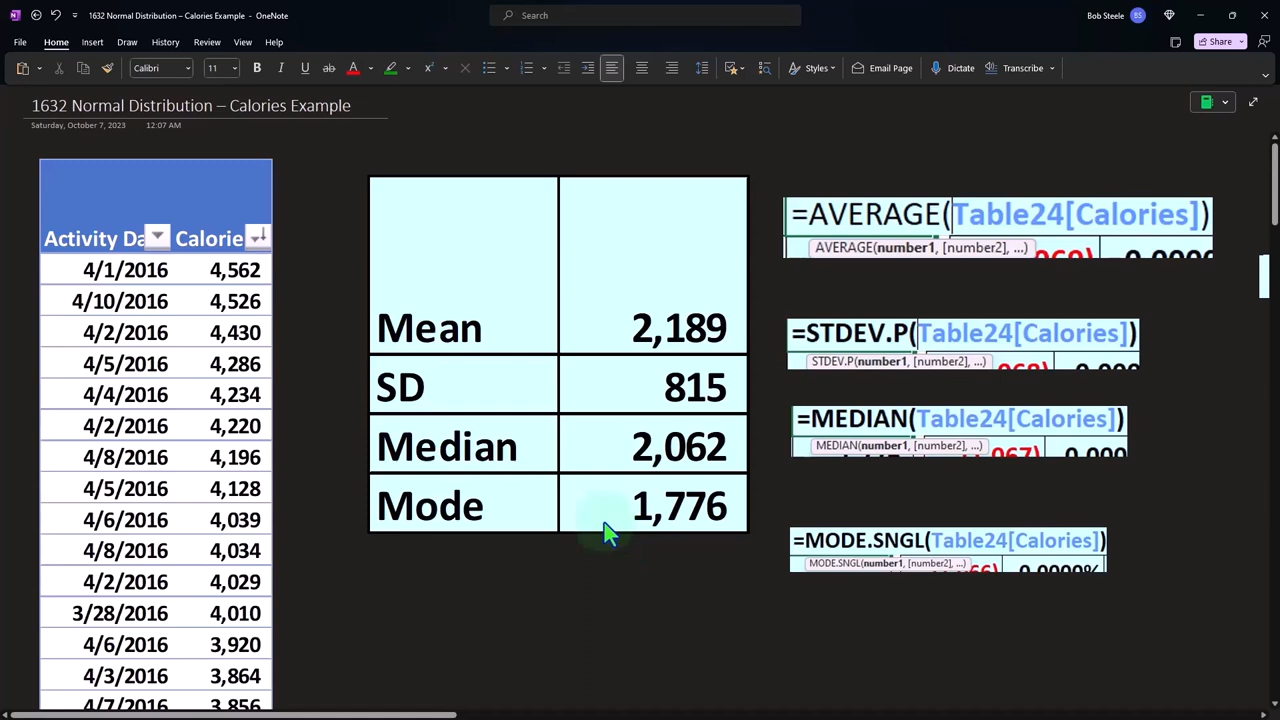 1632 Normal Distribution – Calories Example - OneNote
Search
Bob Steele
BS
File Home Insert Draw History Review View Help
Share
Calibri 11 B I U ab A Styles Email Page Dictate Transcribe
1632 Normal Distribution – Calories Example
Saturday, October 7, 2023 12:07 AM
Activity Da Calorie
4/1/2016 4,562
4/10/2016 4,526
4/2/2016 4,430
4/5/2016 4,286
4/4/2016 4,234
4/2/2016 4,220
4/8/2016 4,196
4/5/2016 4,128
4/6/2016 4,039
4/8/2016 4,034
4/2/2016 4,029
3/28/2016 4,010
4/6/2016 3,920
4/3/2016 3,864
4/7/2016 3,856
Mean 2,189
SD 815
Median 2,062
Mode 1,776
=AVERAGE(Table24[Calories])
AVERAGE(number1, [number2], ...)
=STDEV.P(Table24[Calories])
STDEV.P(number1, [number2], ...)
=MEDIAN(Table24[Calories])
MEDIAN(number1, [number2], ...)
=MODE.SNGL(Table24[Calories])
MODE.SNGL(number1, [number2], ...)
0.0000%